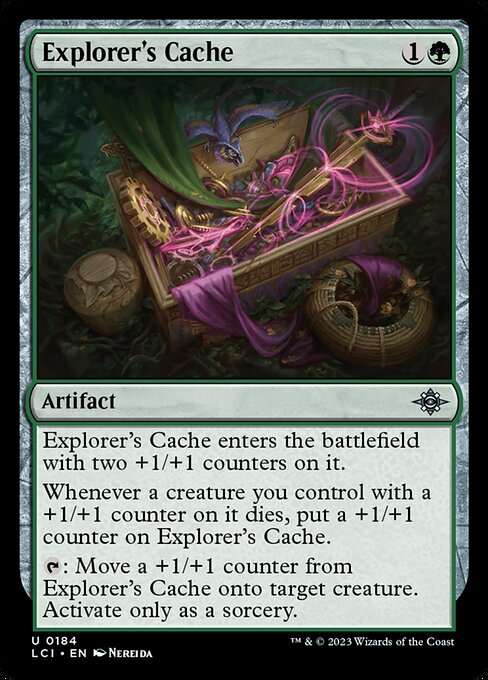 Explorer's Cache 1
Artifact
Explorer's Cache enters the battlefield
with two +1/+1 counters on it.
Whenever a creature you control with a
+1/+1 counter on it dies, put a +1/+1
counter on Explorer's Cache.
: Move a +1/+1 counter from
Explorer's Cache onto target creature.
Activate only as a sorcery.
U 0184
LCI • EN Nereida
™ & © 2023 Wizards of the Coast